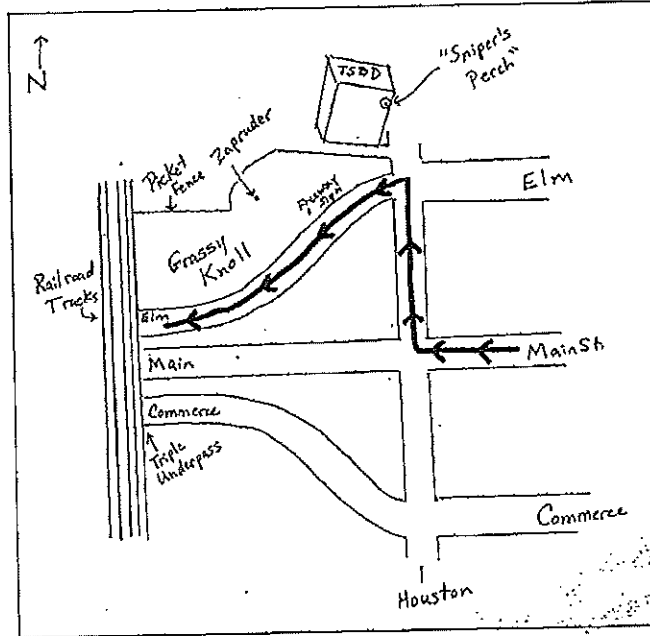 N
TSBD
"Sniper's
Perch"
Picket
Fence
Zapruder
Freeway
Sign
Elm
Grassy
Knoll
Railroad
Tracks
Elm
Main
Main St.
Commerce
Triple
Underpass
Commerce
Houston